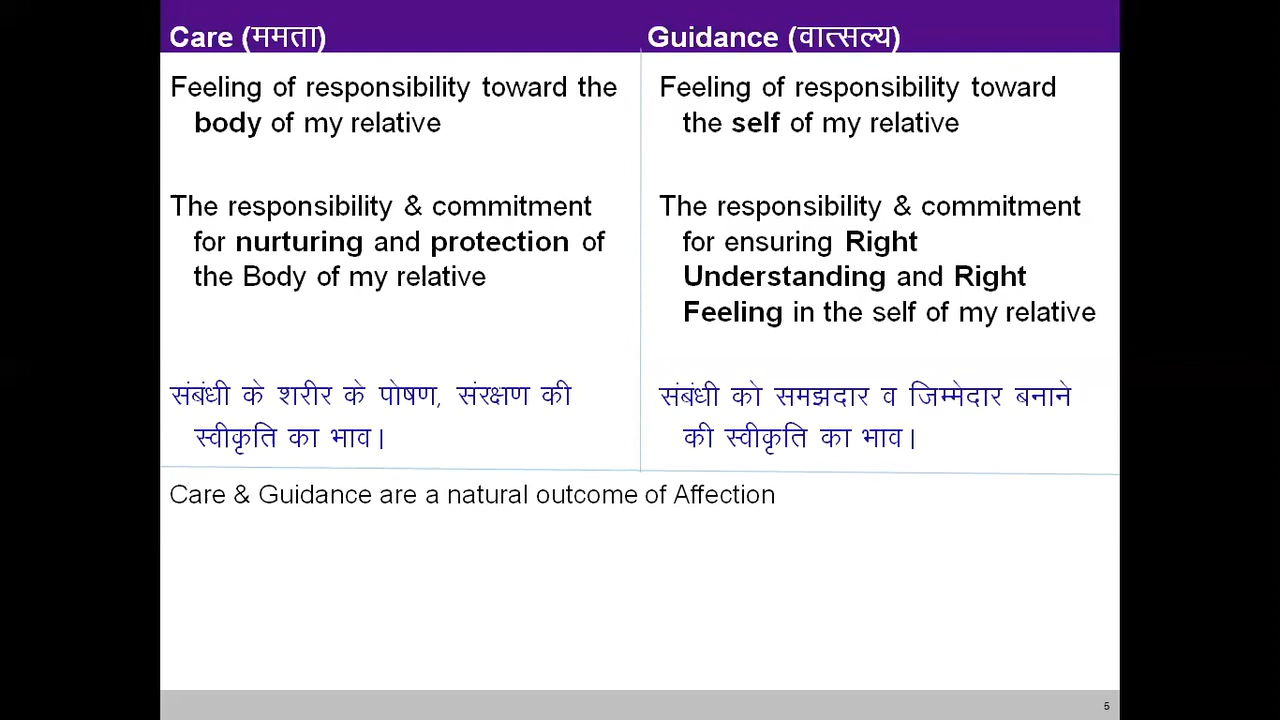 Care (ममता)
Feeling of responsibility toward the
body of my relative
The responsibility & commitment
for nurturing and protection of
the Body of my relative
संबंधी के शरीर के पोषण, संरक्षण की
स्वीकृति का भाव।
Guidance (वात्सल्य)
Feeling of responsibility toward
the self of my relative
The responsibility & commitment
for ensuring Right
Understanding and Right
Feeling in the self of my relative
संबंधी को समझदार व जिम्मेदार बनाने
की स्वीकृति का भाव।
Care & Guidance are a natural outcome of Affection
5